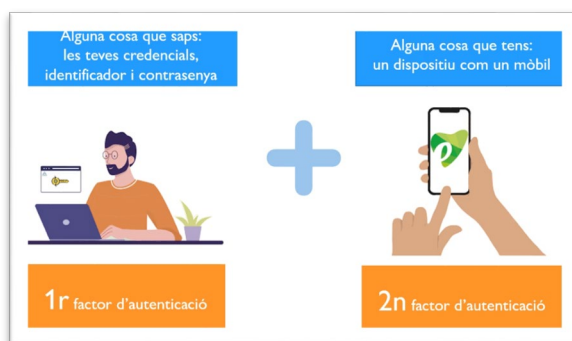 Alguna cosa que saps:
les teves credencials,
identificador i contrasenya
Alguna cosa que tens:
un dispositiu com un mòbil
1r factor d'autenticació
2n factor d'autenticació